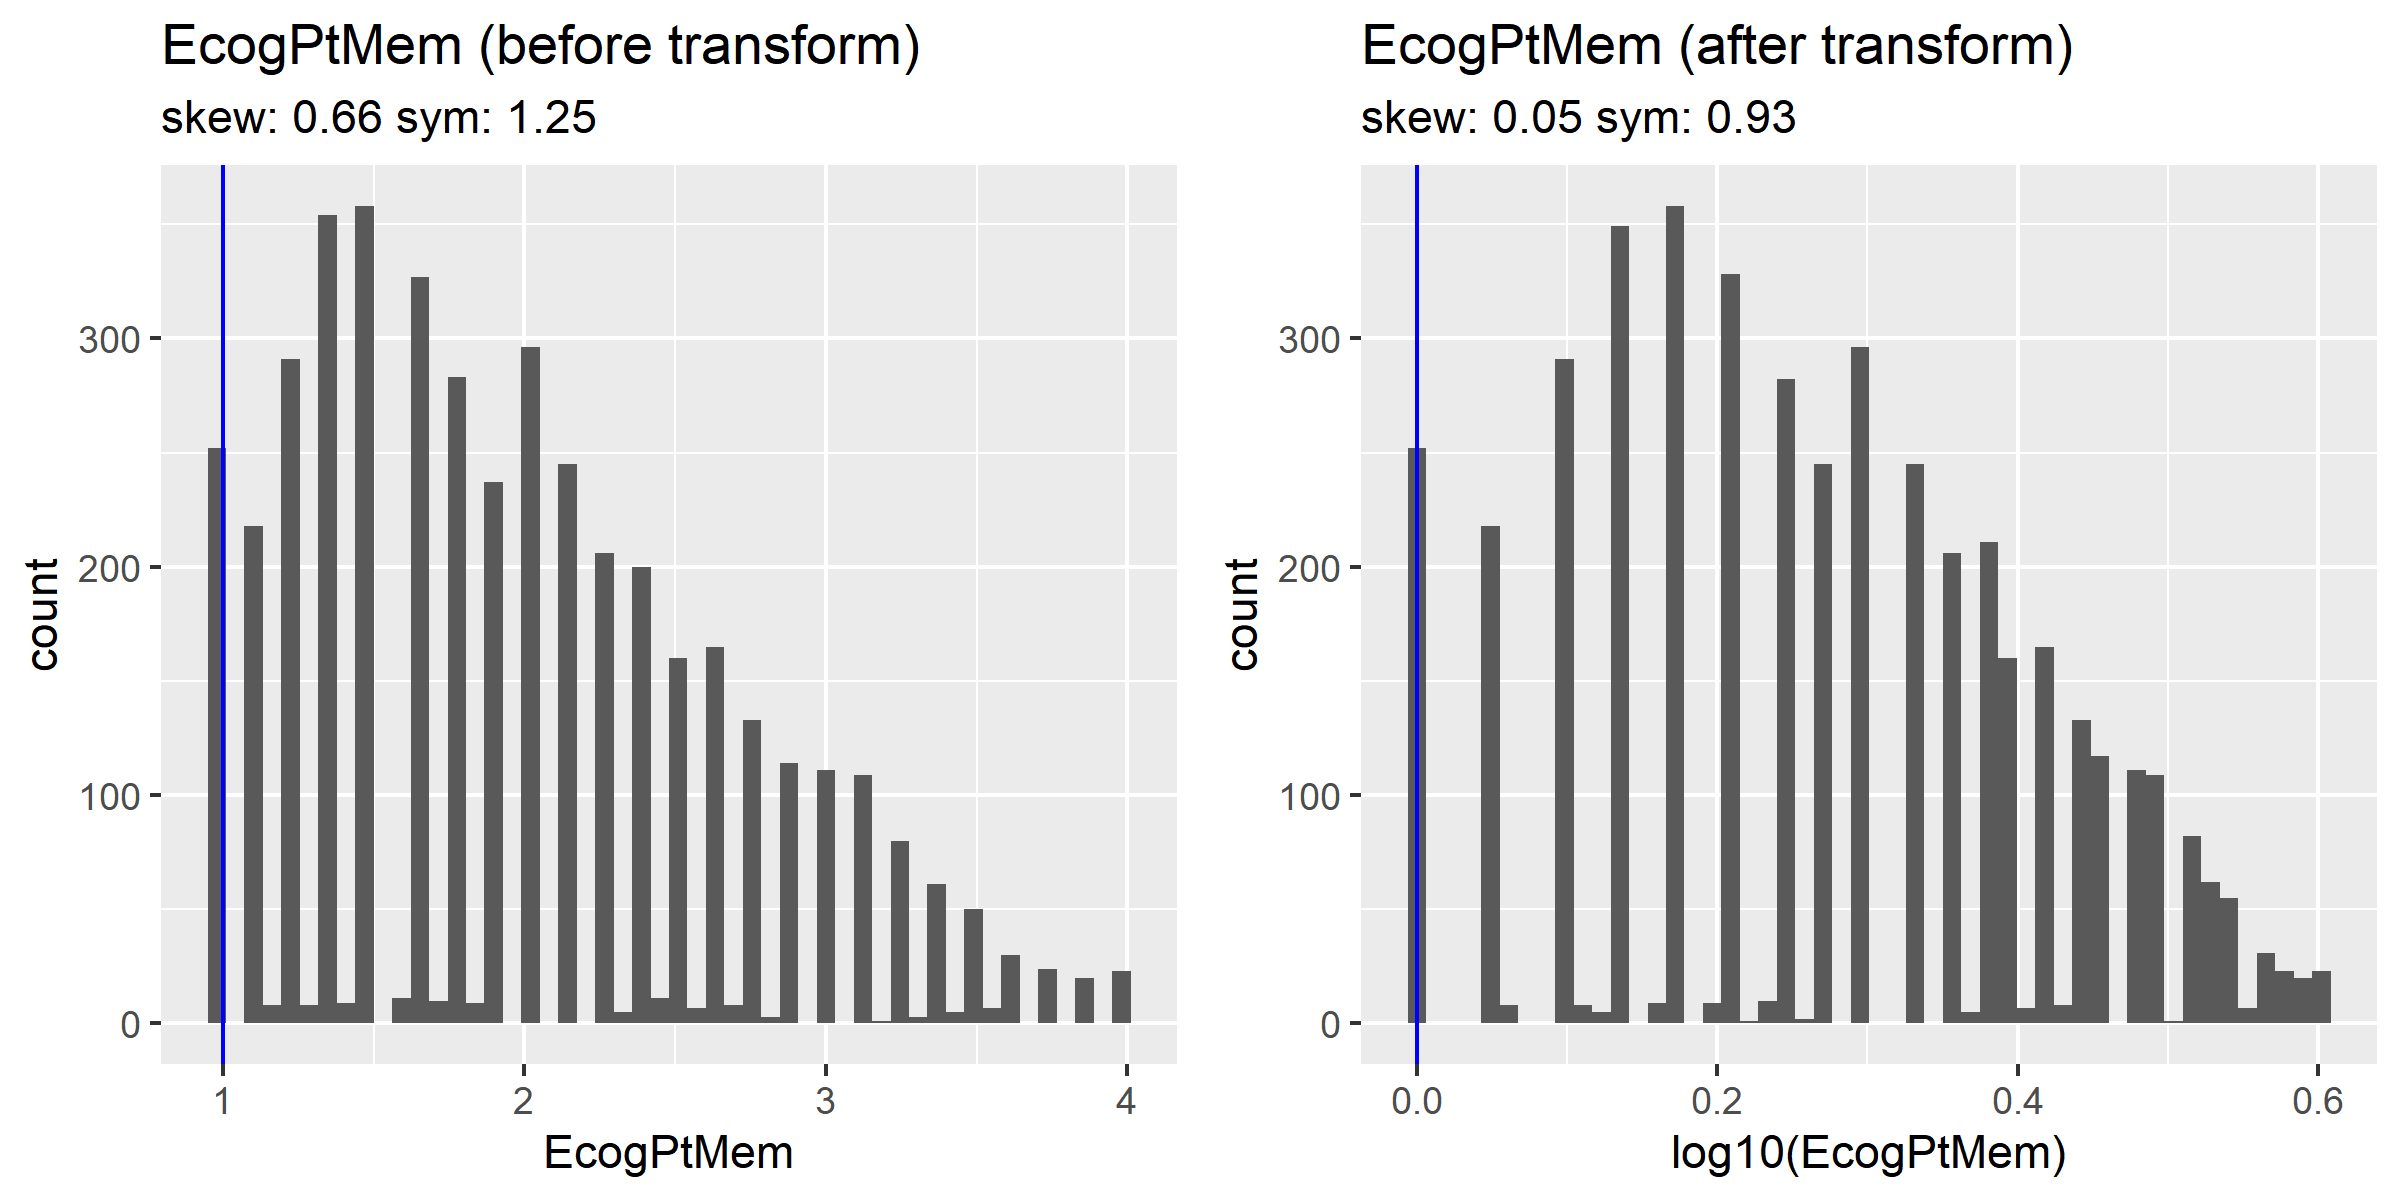 EcogPtMem (before transform)
skew: 0.66 sym: 1.25
count
300
200
100
0
1 2 3 4
EcogPtMem
EcogPtMem (after transform)
skew: 0.05 sym: 0.93
count
300
200
100
0
0.0 0.2 0.4 0.6
log10(EcogPtMem)